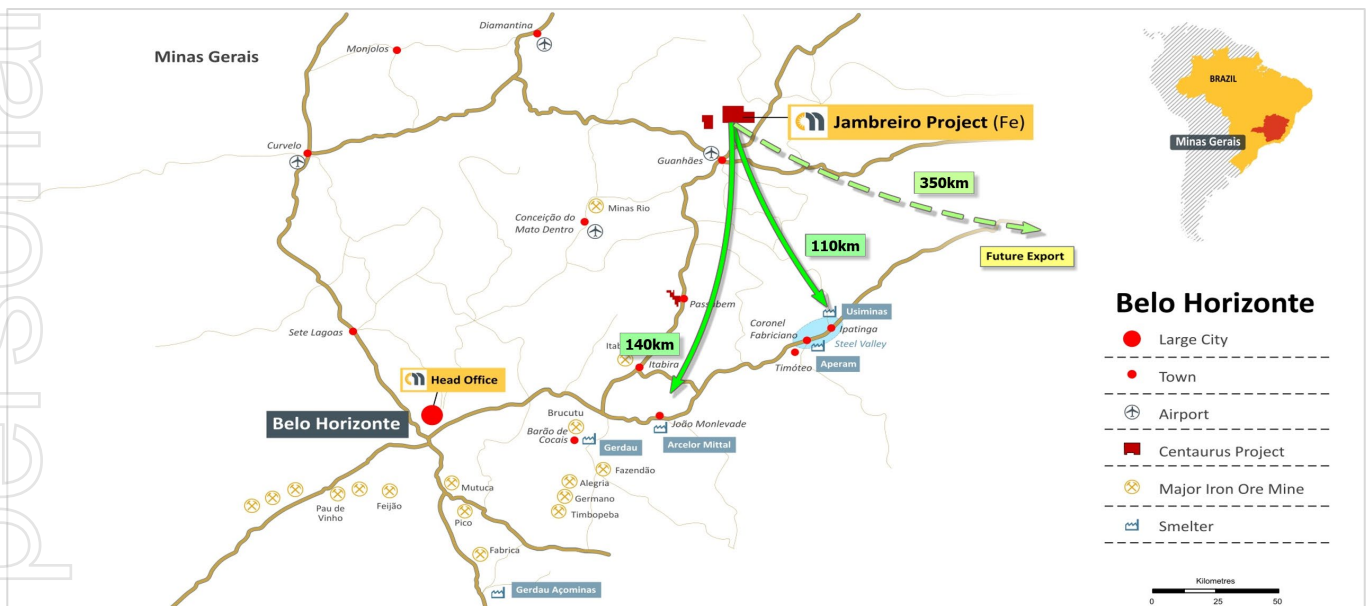 personal
Minas Gerais
Monjolos
Diamantina
Curvelo
Jambreiro Project (Fe)
Guanhães
Minas Rio
Conceição do
Mato Dentro
350km
110km
Future Export
Passabem
Sete Lagoas
140km
Itabira
Coronel
Fabriciano
Usiminas
Ipatinga
Steel Valley
Timóteo
Aperam
Head Office
Belo Horizonte
Brucutu
Barão de
Cocais
Gerdau
João Monlevade
Arcelor Mittal
Fazendão
Alegria
Germano
Timbopeba
Mutuca
Pico
Pau de
Vinho
Feijão
Fabrica
Gerdau Açominas
BRAZIL
Minas Gerais
Belo Horizonte
Large City
Town
Airport
Centaurus Project
Major Iron Ore Mine
Smelter
Kilometres
0 25 50